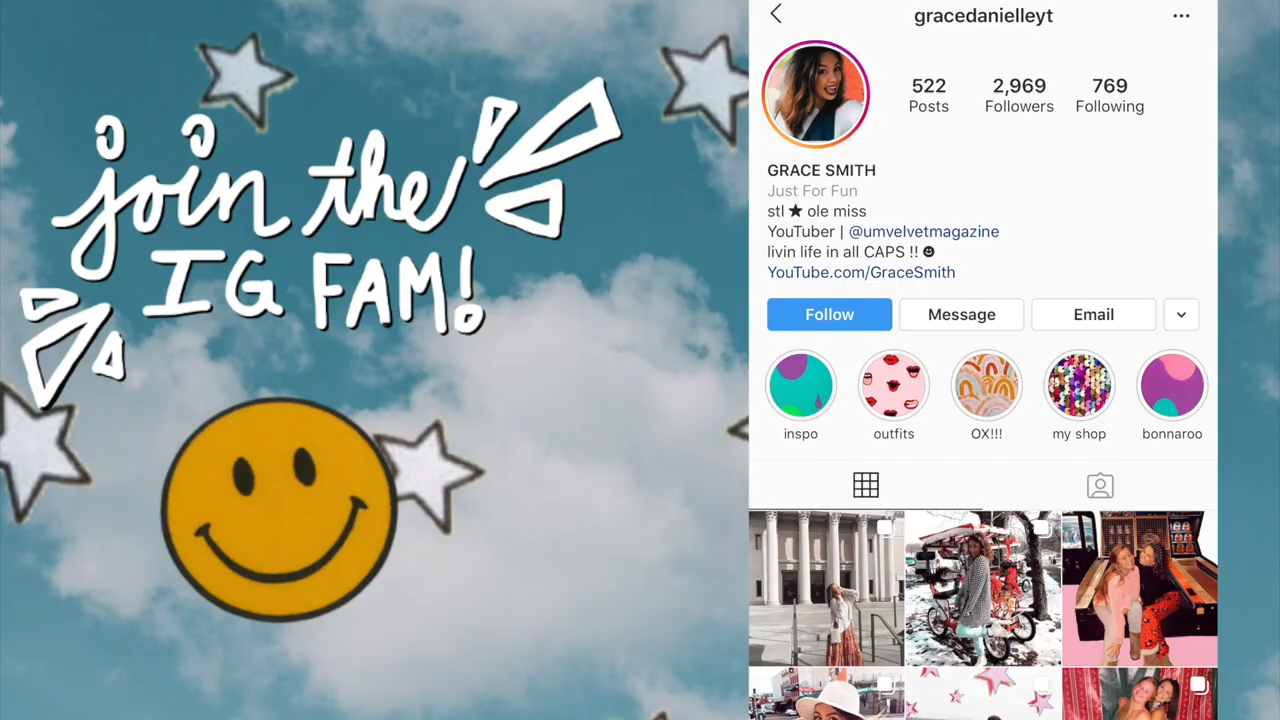 join the
IG FAM!
gracedanielleyt
522
Posts
2,969
Followers
769
Following
GRACE SMITH
Just For Fun
stl ★ ole miss
YouTuber | @umvelvetmagazine
livin life in all CAPS !! ☻
YouTube.com/GraceSmith
Follow
Message
Email
inspo
outfits
OX!!!
my shop
bonnaroo